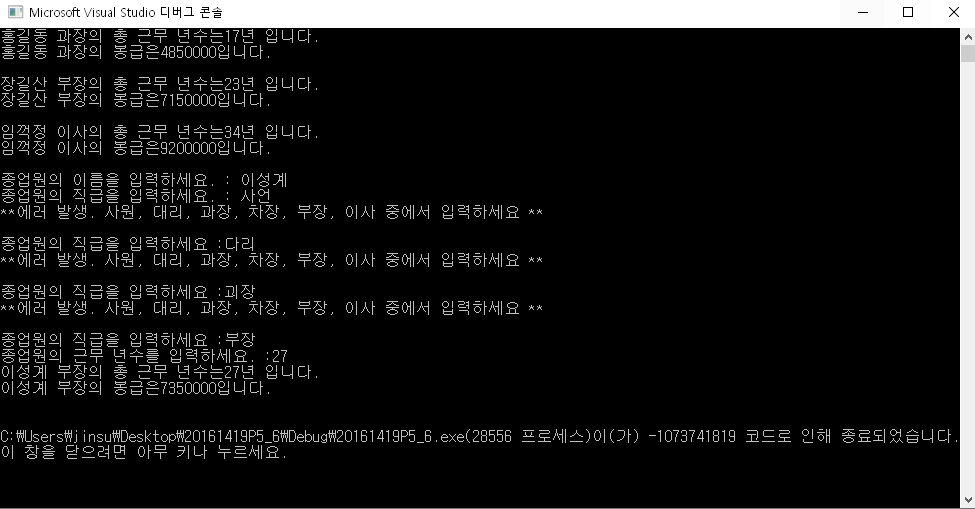 Microsoft Visual Studio 디버그 콘솔
홍길동 과장의 총 근무 년수는17년 입니다.
홍길동 과장의 봉급은4850000입니다.
장길산 부장의 총 근무 년수는23년 입니다.
장길산 부장의 봉급은7150000입니다.
임꺽정 이사의 총 근무 년수는34년 입니다.
임꺽정 이사의 봉급은9200000입니다.
종업원의 이름을 입력하세요. : 이성계
종업원의 직급을 입력하세요. : 사언
**에러 발생. 사원, 대리, 과장, 차장, 부장, 이사 중에서 입력하세요 **
종업원의 직급을 입력하세요 :다리
**에러 발생. 사원, 대리, 과장, 차장, 부장, 이사 중에서 입력하세요 **
종업원의 직급을 입력하세요 :괴장
**에러 발생. 사원, 대리, 과장, 차장, 부장, 이사 중에서 입력하세요 **
종업원의 직급을 입력하세요 :부장
종업원의 근무 년수를 입력하세요. :27
이성계 부장의 총 근무 년수는27년 입니다.
이성계 부장의 봉급은7350000입니다.
C:₩Users₩jinsu₩Desktop₩20161419P5_6₩Debug₩20161419P5_6.exe(28556 프로세스)이(가) -1073741819 코드로 인해 종료되었습니다.
이 창을 닫으려면 아무 키나 누르세요.